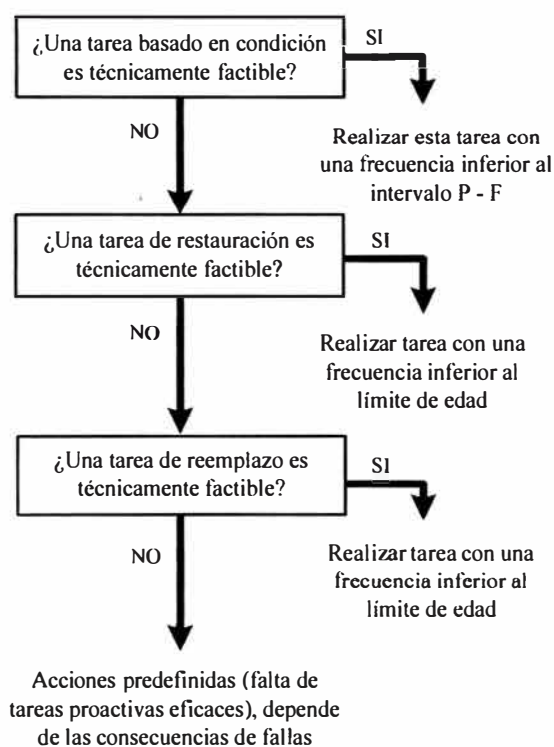 ¿Una tarea basado en condición
es técnicamente factible?
SI
NO
Realizar esta tarea con
una frecuencia inferior al
intervalo P - F
¿Una tarea de restauración es
técnicamente factible?
SI
NO
Realizar tarea con una
frecuencia inferior al
límite de edad
¿Una tarea de reemplazo es
técnicamente factible?
SI
NO
Realizar tarea con una
frecuencia inferior al
límite de edad
Acciones predefinidas (falta de
tareas proactivas eficaces), depende
de las consecuencias de fallas